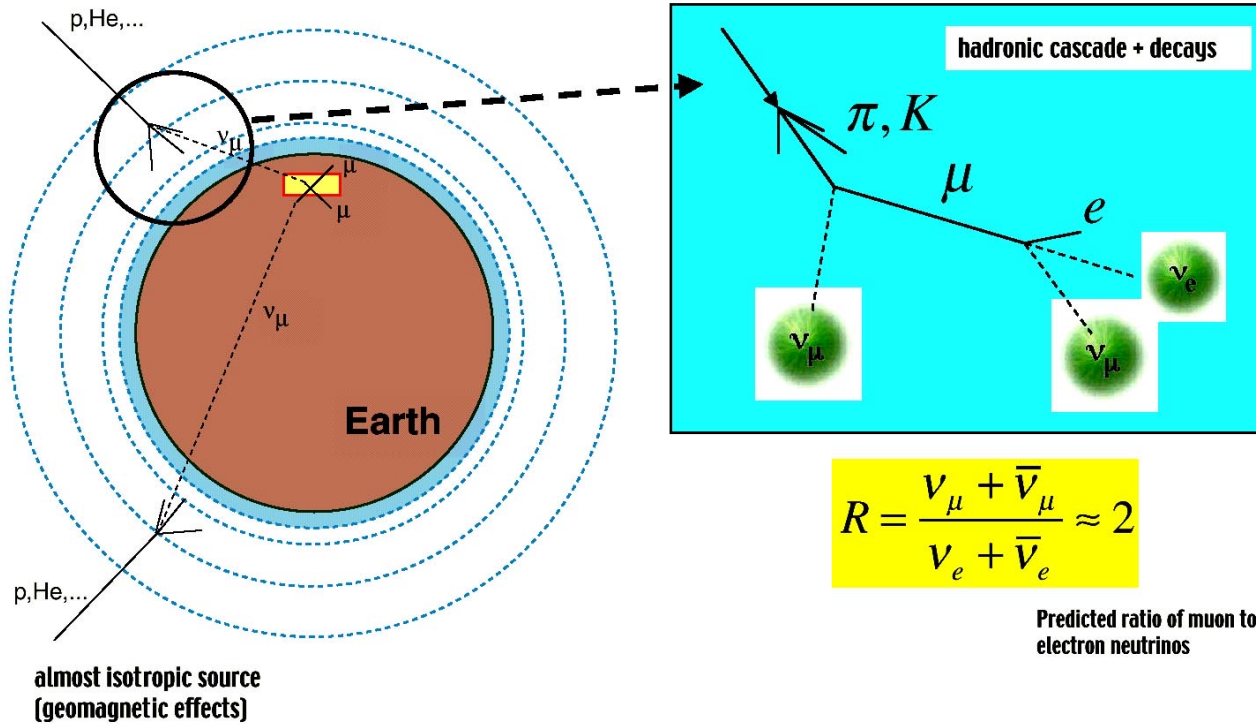 p,He,...
ν_μ
μ
μ
ν_μ
Earth
p,He,...
almost isotropic source
(geomagnetic effects)
hadronic cascade + decays
π, K
μ
e
ν_e
ν_μ
ν_μ
R = (ν_μ + ν̄_μ) / (ν_e + ν̄_e) ≈ 2
Predicted ratio of muon to
electron neutrinos